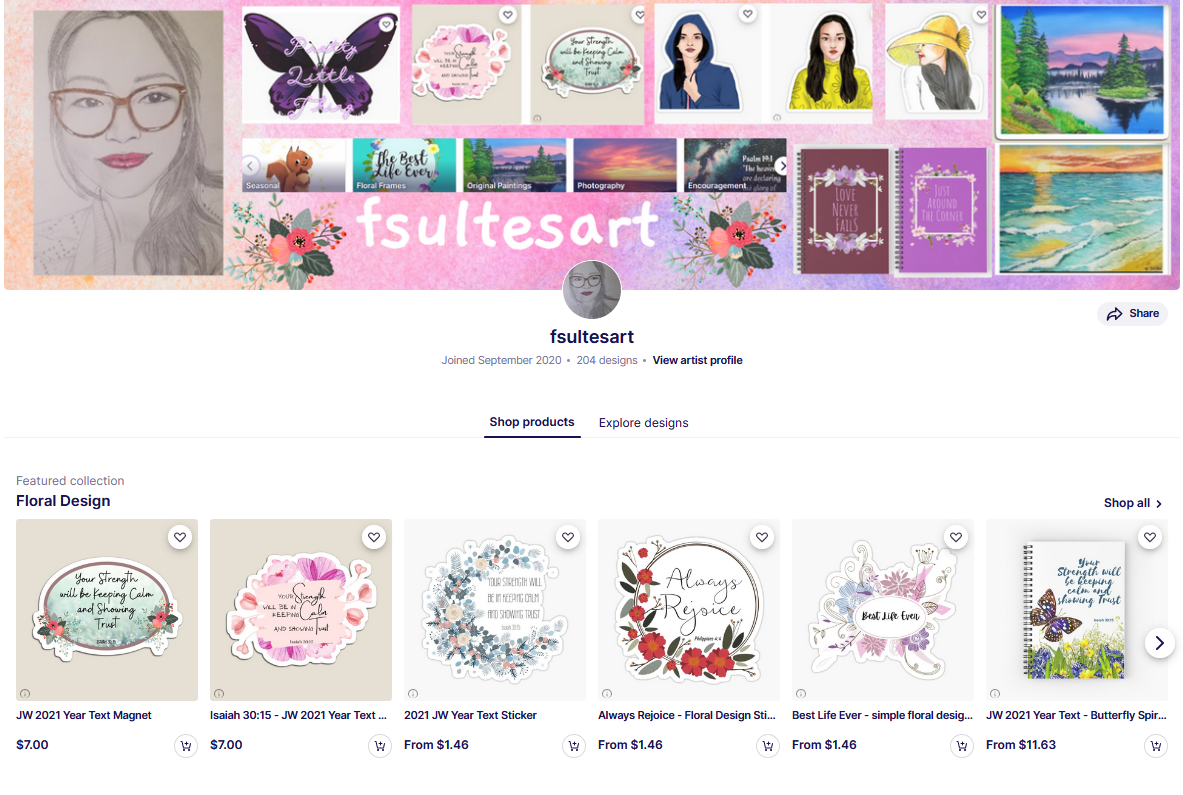 Pretty
Little
Thing
YOUR Strength
WILL BE IN
KEEPING Calm
AND SHOWING Trust
Isaiah 30:15
Your Strength
will be Keeping Calm
and Showing
Trust
Seasonal
The Best
Life Ever
Floral Frames
Original Paintings
Photography
Psalm 19:1
"The heavens
are declaring
glory of
Encouragement
LOVE
NEVER
FAILS
JUST
AROUND
THE CORNER
fsultesart
Share
fsultesart
Joined September 2020 • 204 designs • View artist profile
Shop products
Explore designs
Featured collection
Floral Design
Shop all
Your Strength
will be Keeping Calm
and Showing
Trust
ISAIAH 30:15
YOUR Strength
WILL BE IN
KEEPING Calm
AND SHOWING Trust
Isaiah 30:15
YOUR STRENGTH WILL
BE IN KEEPING CALM
AND SHOWING TRUST
Isaiah 30:15
Always
Rejoice
Philippians 4:4
Best Life Ever
Your
Strength will
be keeping
calm and
showing Trust
Isaiah 30:15
JW 2021 Year Text Magnet
Isaiah 30:15 - JW 2021 Year Text ...
2021 JW Year Text Sticker
Always Rejoice - Floral Design Sti...
Best Life Ever - simple floral desig...
JW 2021 Year Text - Butterfly Spir...
$7.00
$7.00
From $1.46
From $1.46
From $1.46
From $11.63